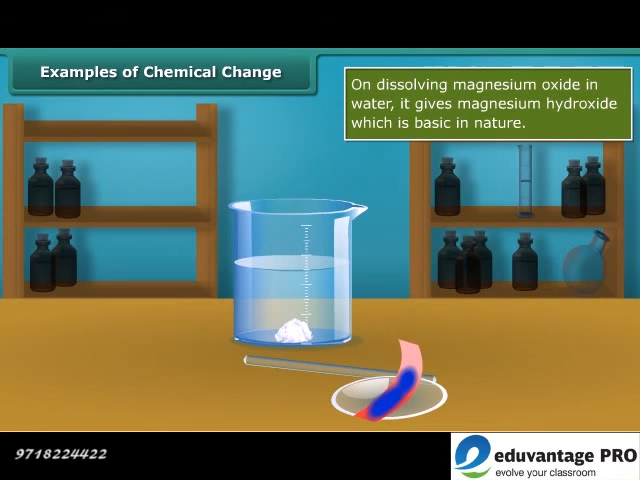 Examples of Chemical Change
On dissolving magnesium oxide in
water, it gives magnesium hydroxide
which is basic in nature.
9718224422
eduvantage PRO
evolve your classroom